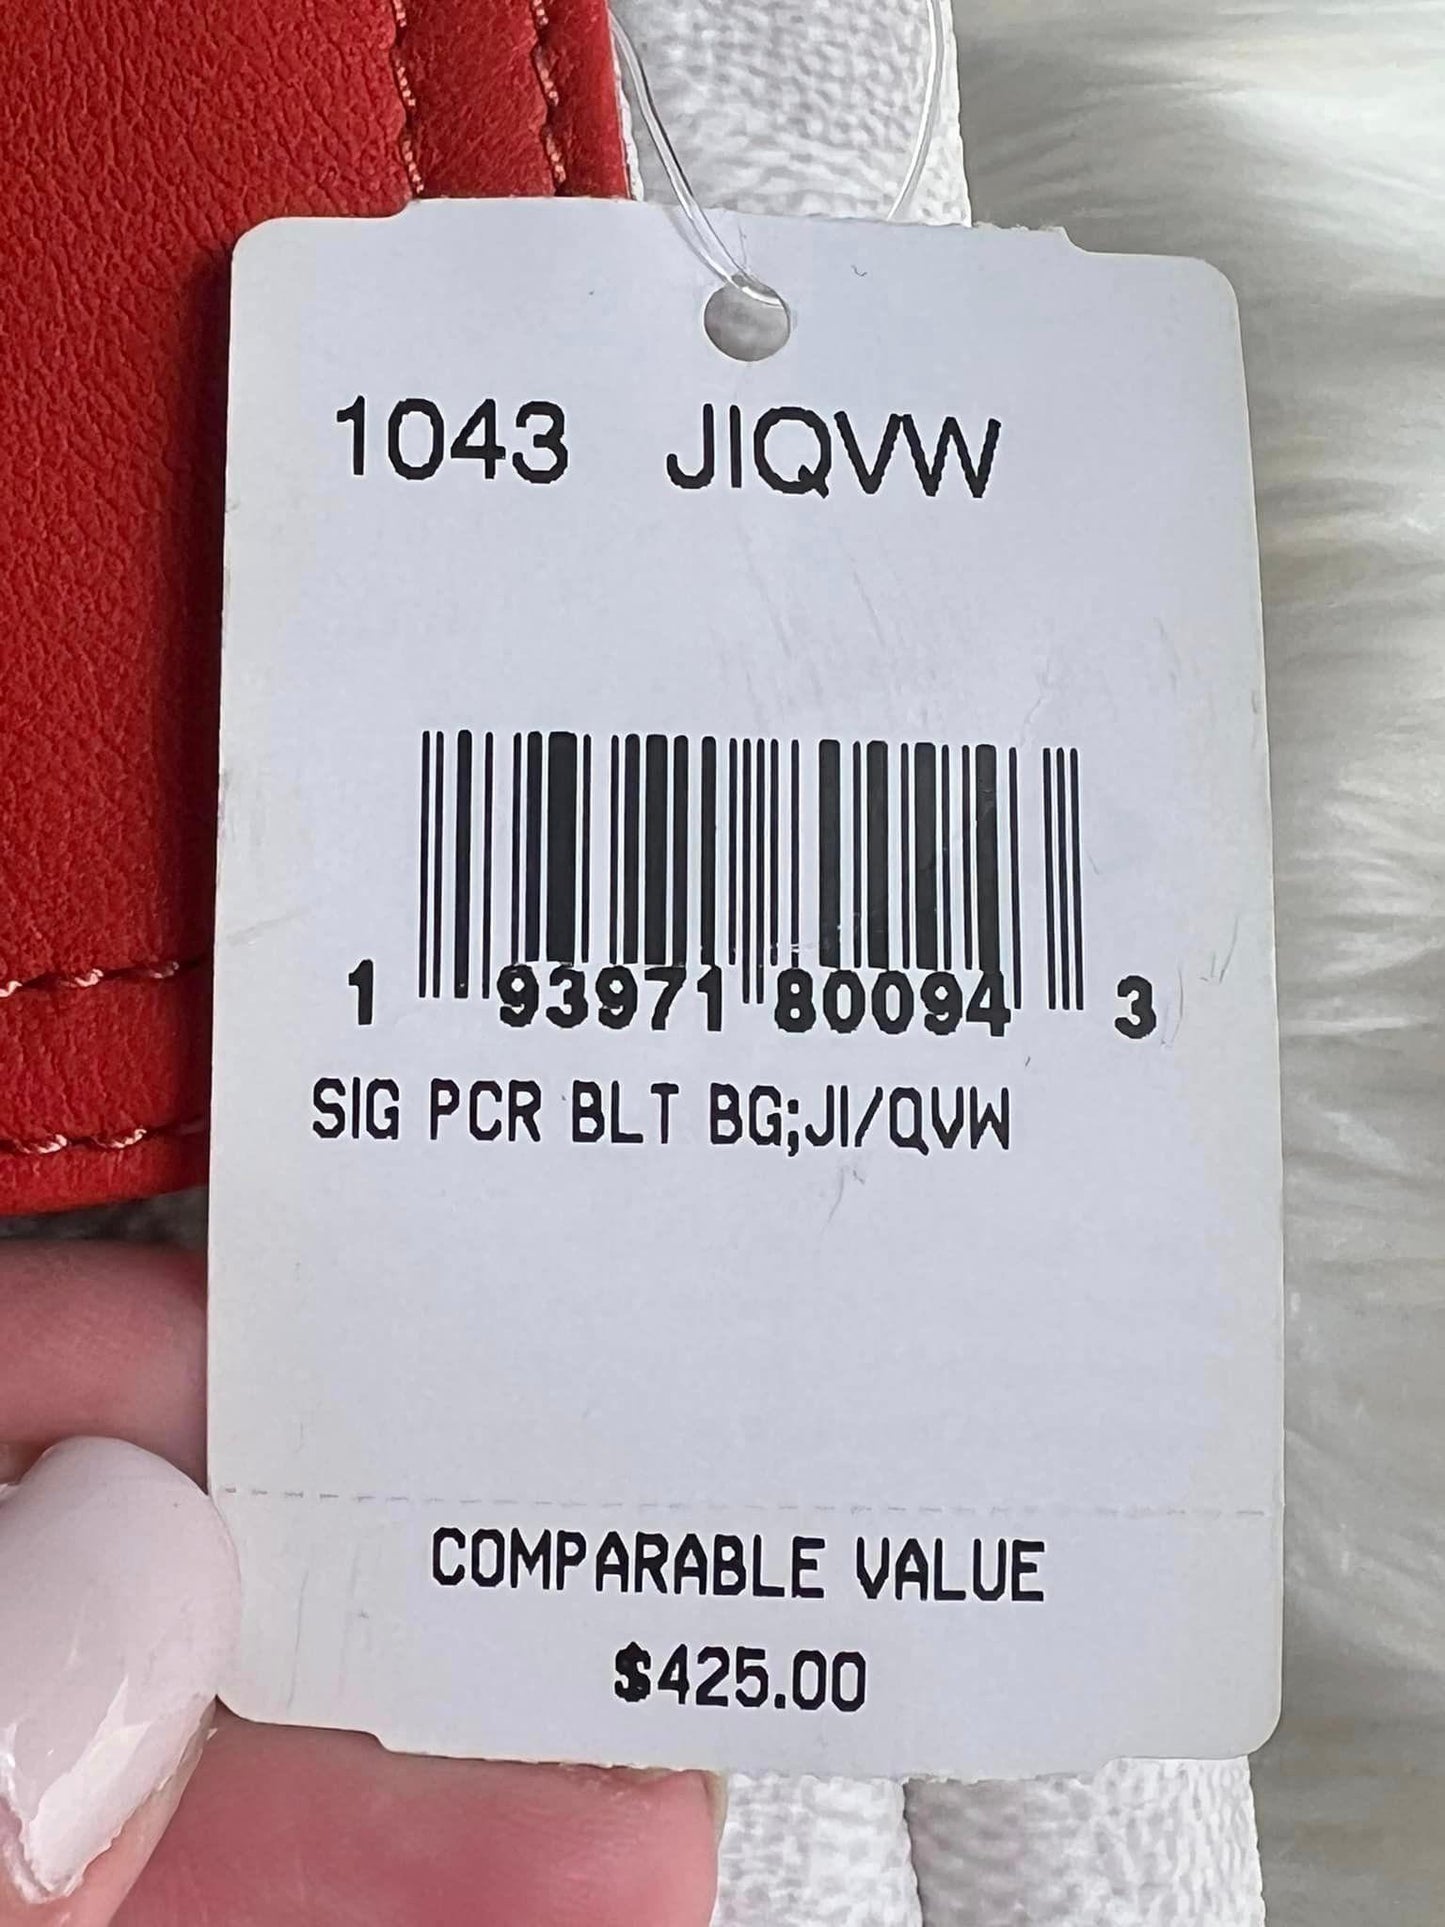 1043 JIQVW
1 93971 80094 3
SIG PCR BLT BG;JI/QVW
COMPARABLE VALUE
$425.00